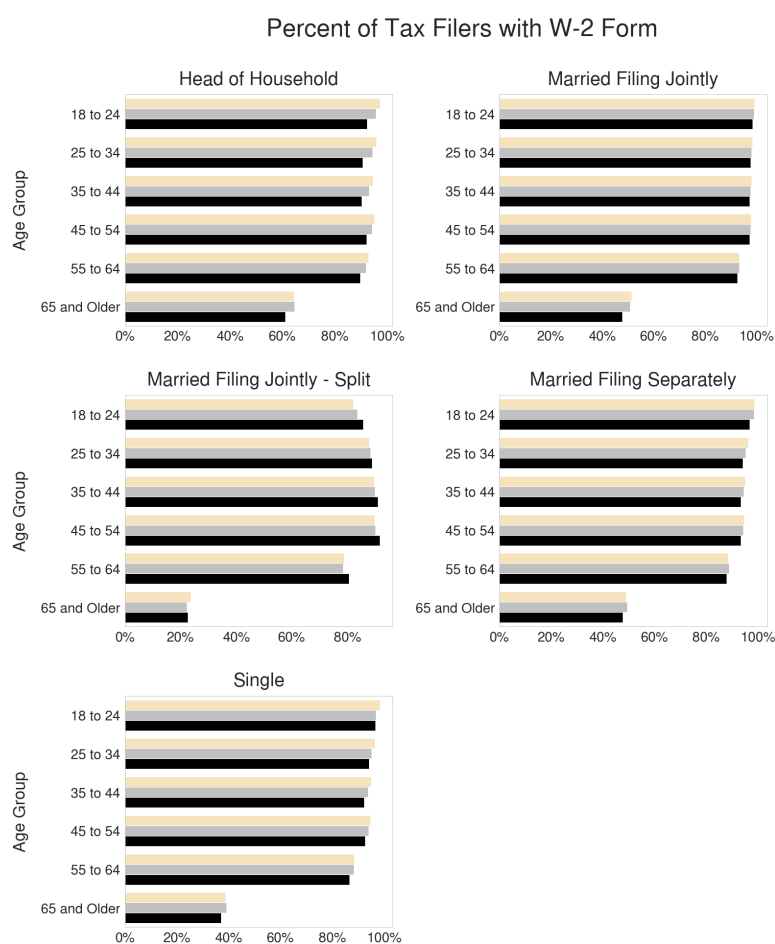 Percent of Tax Filers with W-2 Form
Head of Household
Age Group
18 to 24
25 to 34
35 to 44
45 to 54
55 to 64
65 and Older
0% 20% 40% 60% 80% 100%
Married Filing Jointly
18 to 24
25 to 34
35 to 44
45 to 54
55 to 64
65 and Older
0% 20% 40% 60% 80% 100%
Married Filing Jointly - Split
Age Group
18 to 24
25 to 34
35 to 44
45 to 54
55 to 64
65 and Older
0% 20% 40% 60% 80%
Married Filing Separately
18 to 24
25 to 34
35 to 44
45 to 54
55 to 64
65 and Older
0% 20% 40% 60% 80% 100%
Single
Age Group
18 to 24
25 to 34
35 to 44
45 to 54
55 to 64
65 and Older
0% 20% 40% 60% 80% 100%